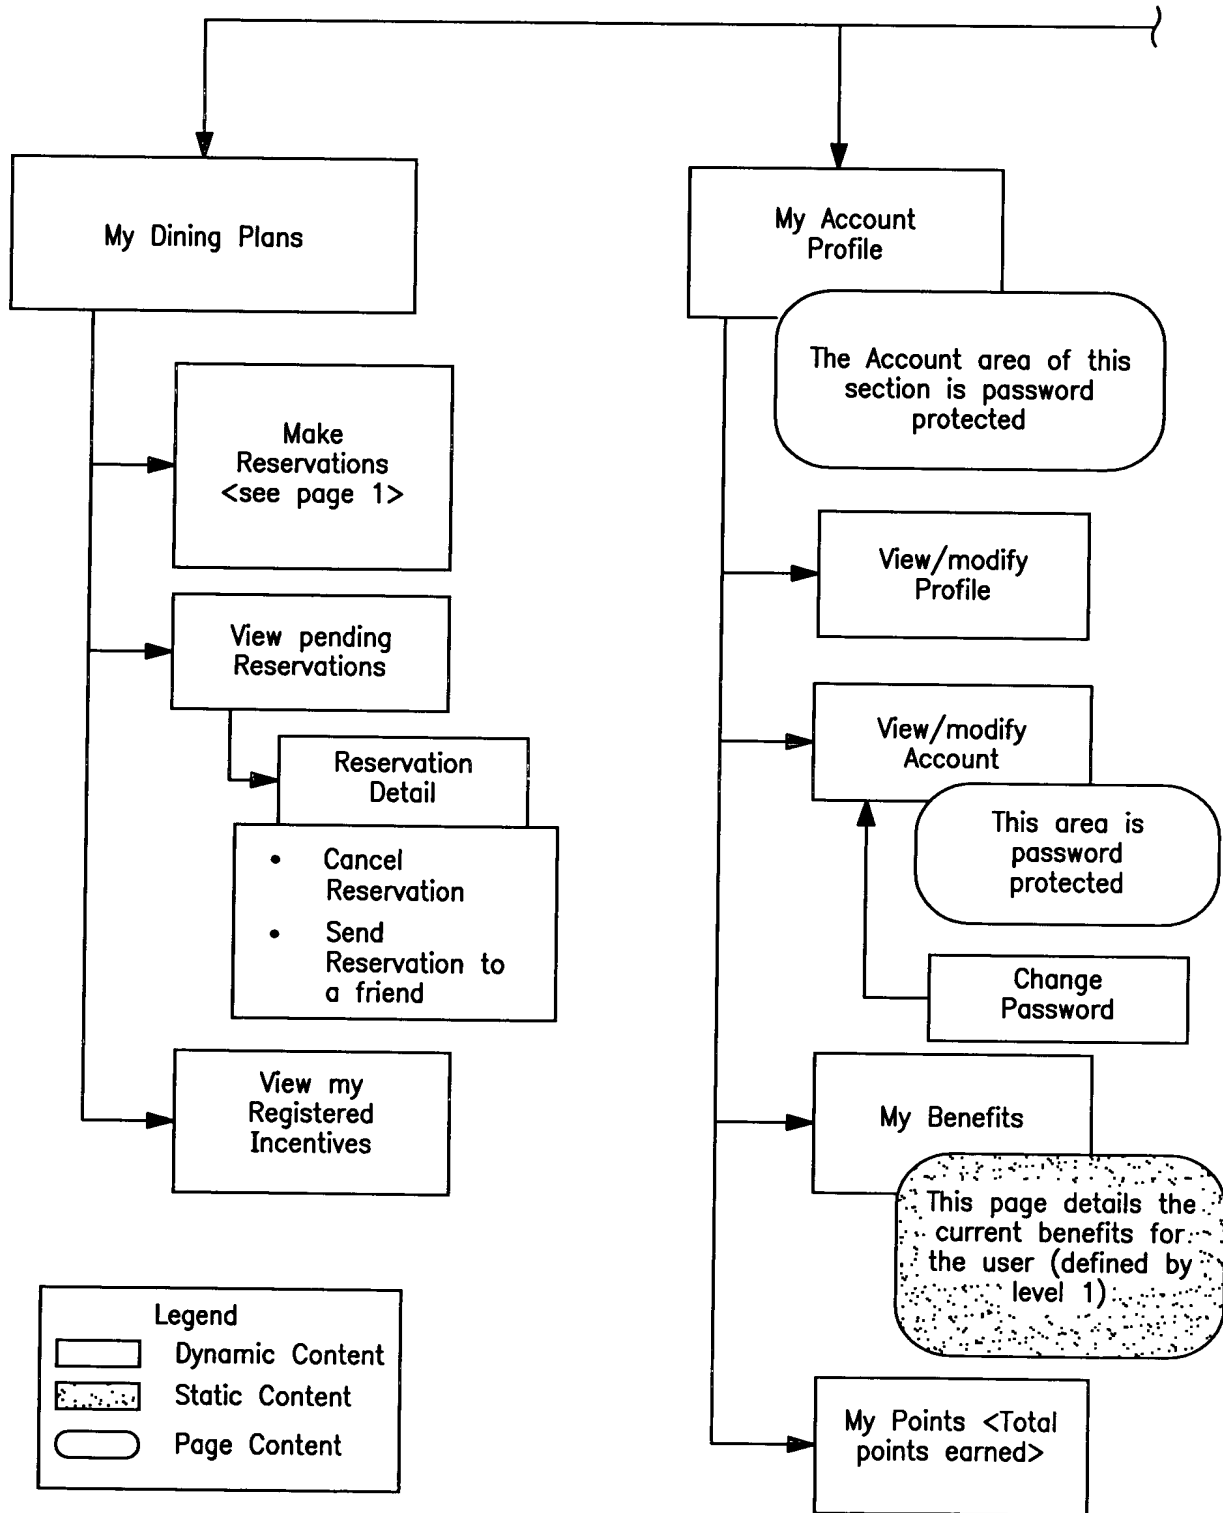 My Dining Plans
Make
Reservations
<see page 1>
View pending
Reservations
Reservation
Detail
• Cancel
Reservation
• Send
Reservation to
a friend
View my
Registered
Incentives
My Account
Profile
The Account area of this
section is password
protected
View/modify
Profile
View/modify
Account
This area is
password
protected
Change
Password
My Benefits
This page details the
current benefits for
the user (defined by
level 1)
My Points <Total
points earned>
Legend
Dynamic Content
Static Content
Page Content